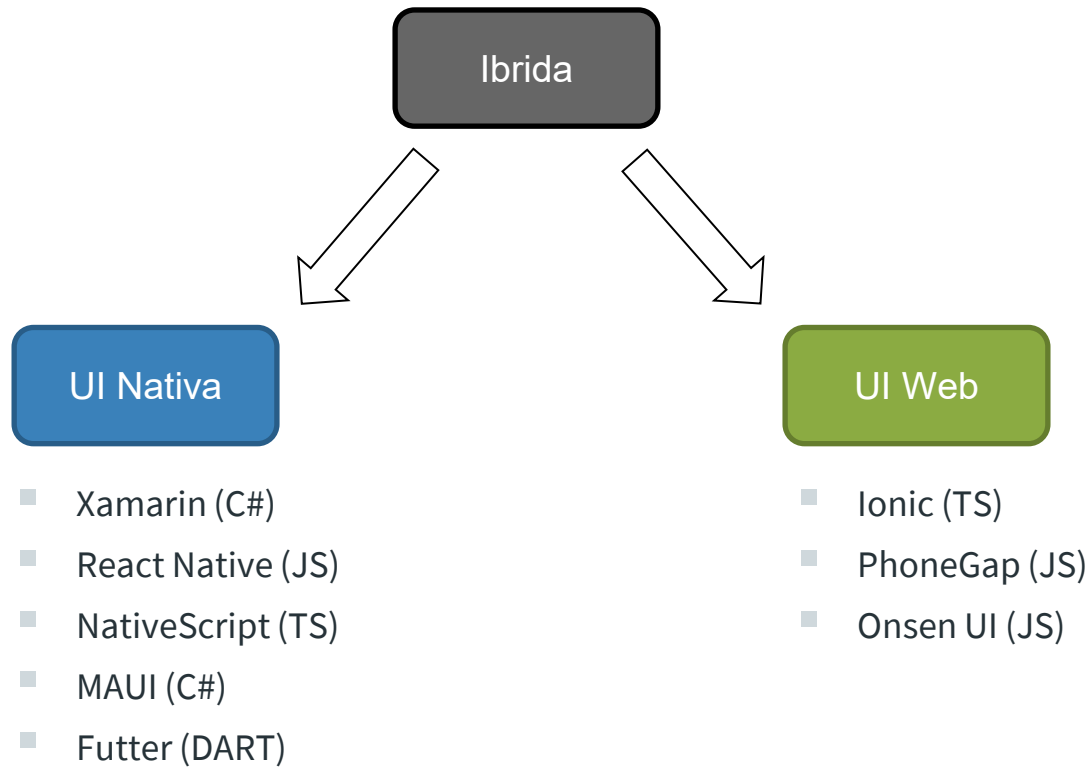 Ibrida
UI Nativa
Xamarin (C#)
React Native (JS)
NativeScript (TS)
MAUI (C#)
Futter (DART)
UI Web
Ionic (TS)
PhoneGap (JS)
Onsen UI (JS)